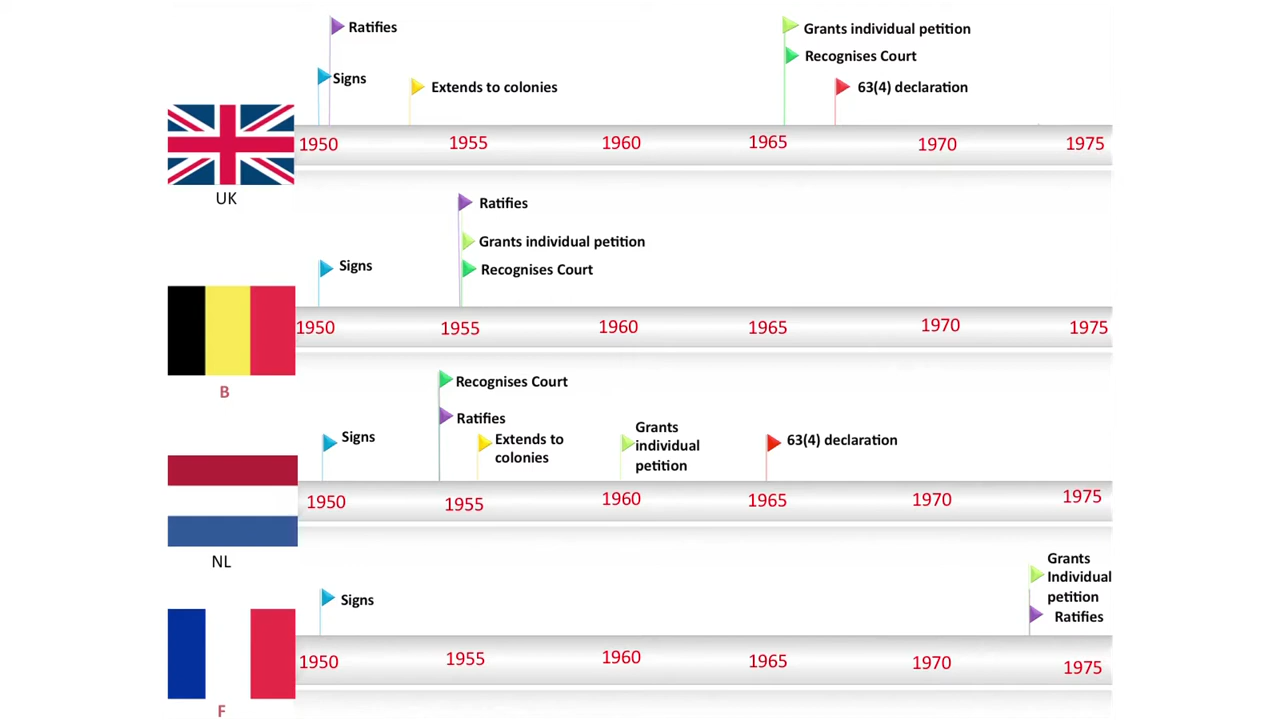 Ratifies
Signs
Extends to colonies
Grants individual petition
Recognises Court
63(4) declaration
1950 1955 1960 1965 1970 1975
UK
Ratifies
Grants individual petition
Recognises Court
Signs
1950 1955 1960 1965 1970 1975
B
Recognises Court
Ratifies
Signs
Extends to
colonies
Grants
individual
petition
63(4) declaration
1950 1955 1960 1965 1970 1975
NL
Grants
Individual
petition
Ratifies
Signs
1950 1955 1960 1965 1970 1975
F